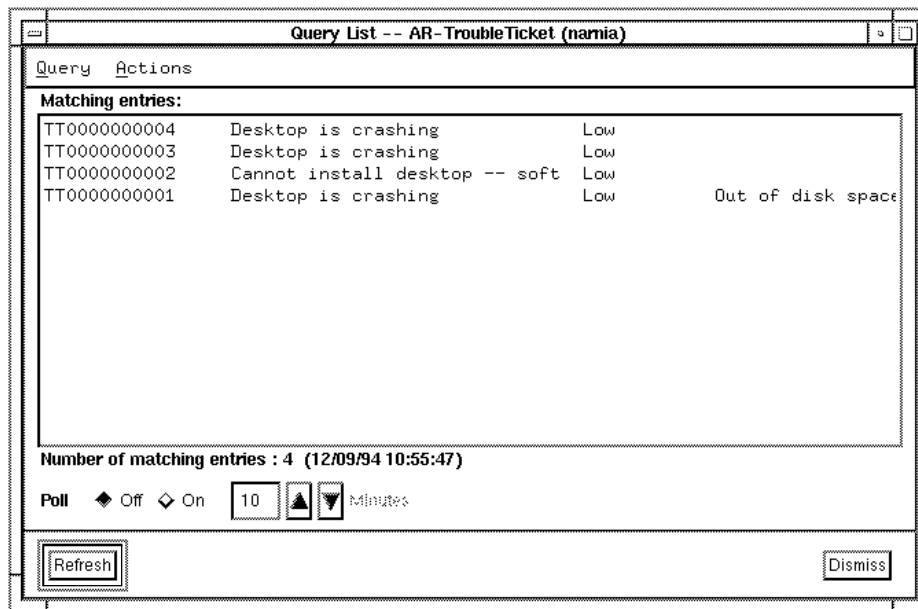 Query List -- AR-TroubleTicket (narnia)
Query Actions
Matching entries:
TT0000000004 Desktop is crashing Low
TT0000000003 Desktop is crashing Low
TT0000000002 Cannot install desktop -- soft Low
TT0000000001 Desktop is crashing Low Out of disk space
Number of matching entries : 4 (12/09/94 10:55:47)
Poll Off On 10 Minutes
Refresh Dismiss